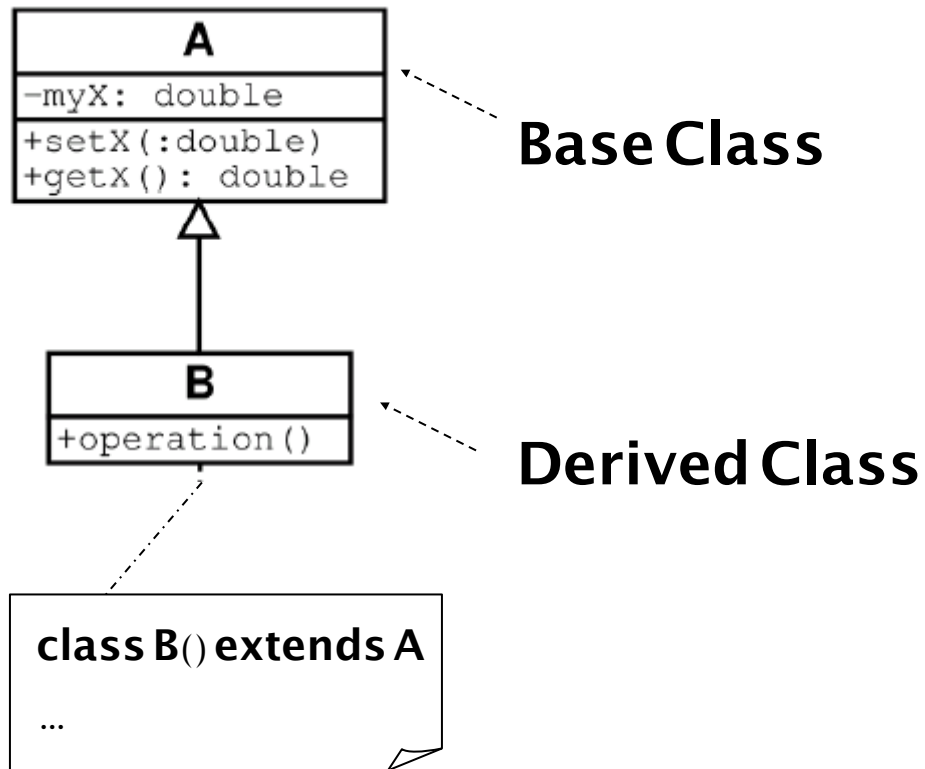 A
-myX: double
+setX(:double)
+getX(): double
Base Class
B
+operation()
Derived Class
class B() extends A
...